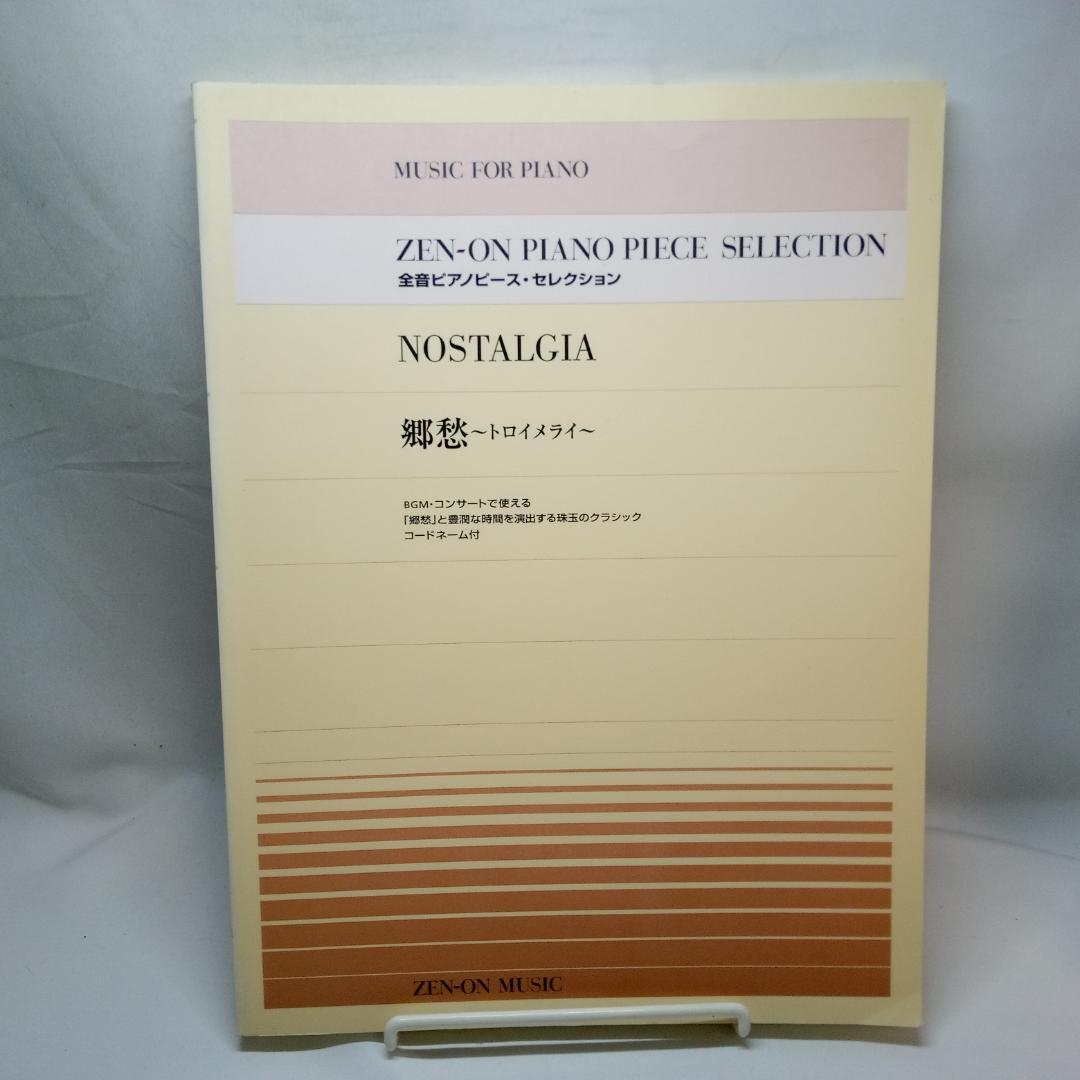 MUSIC FOR PIANO
ZEN-ON PIANO PIECE SELECTION
全音ピアノピース・セレクション
NOSTALGIA
郷愁～トロイメライ～
BGM・コンサートで使える
「郷愁」と豊潤な時間を演出する珠玉のクラシック
コードネーム付
ZEN-ON MUSIC